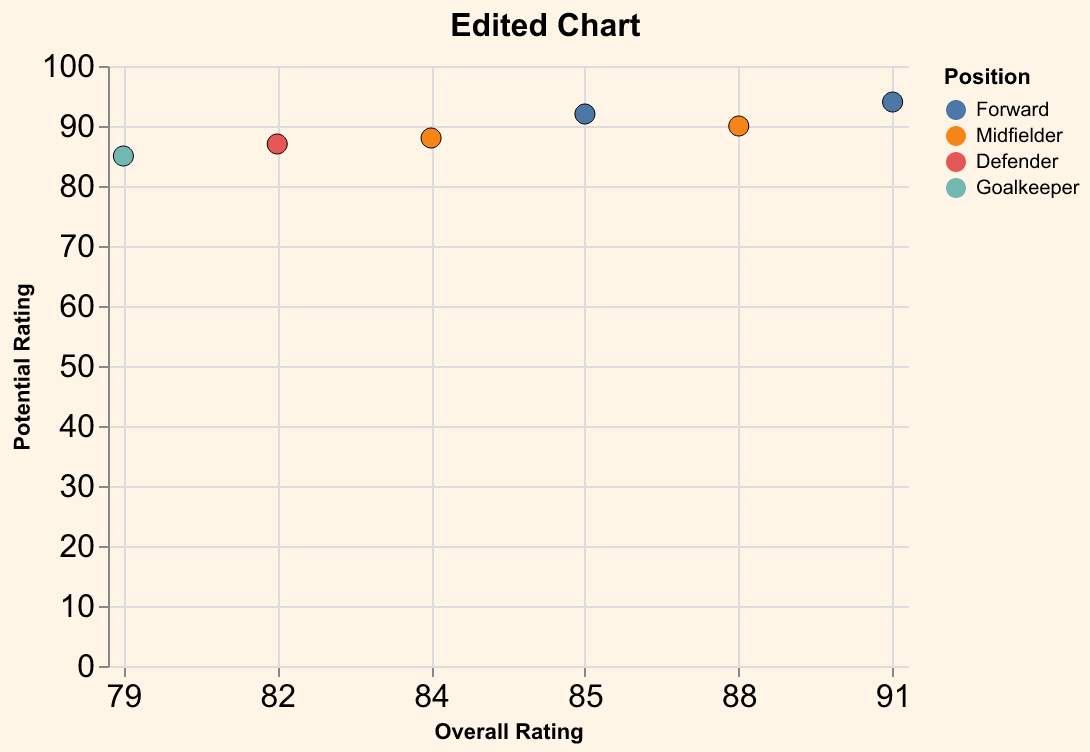 Edited Chart
Potential Rating
100
90
80
70
60
50
40
30
20
10
0
79 82 84 85 88 91
Overall Rating
Position
Forward
Midfielder
Defender
Goalkeeper